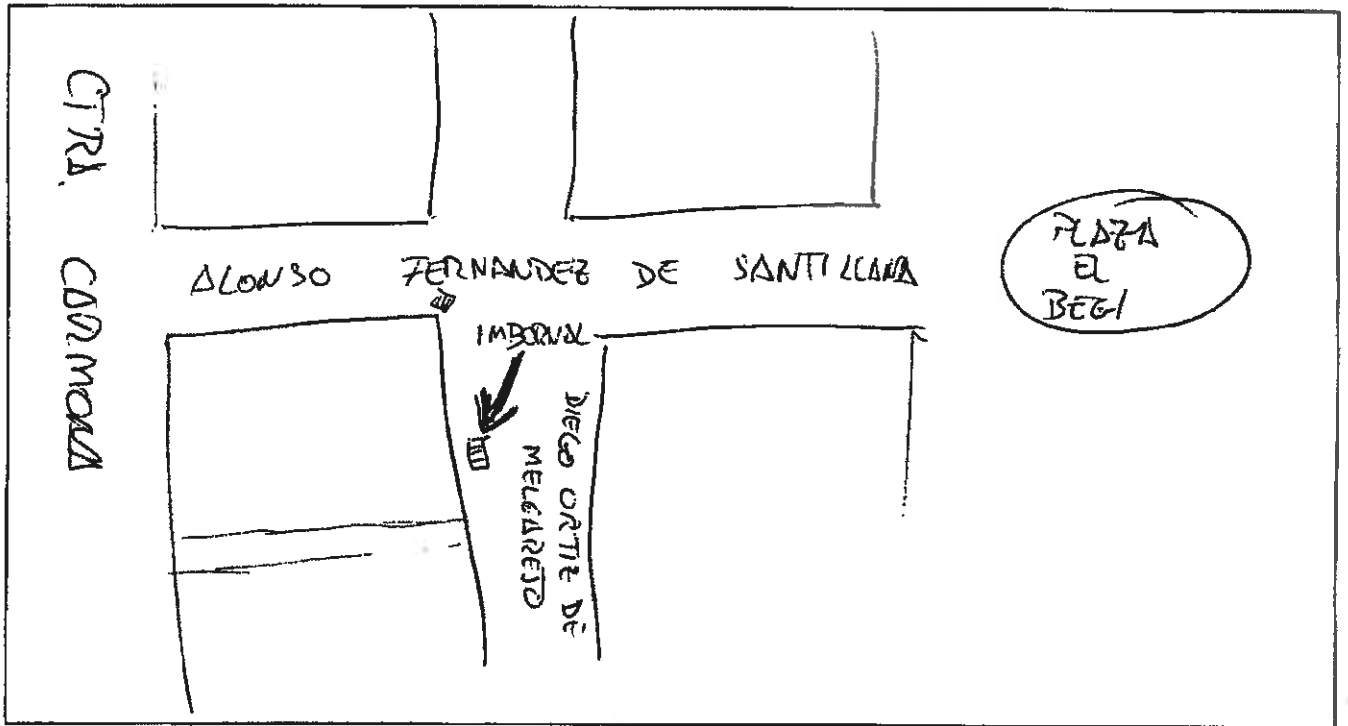 CTRA. CARMONA
ALONSO FERNANDEZ DE SANTILLANA
PLAZA
EL
BEGI
IMBORNAL
DIEGO ORTIZ DE
MELGAREJO